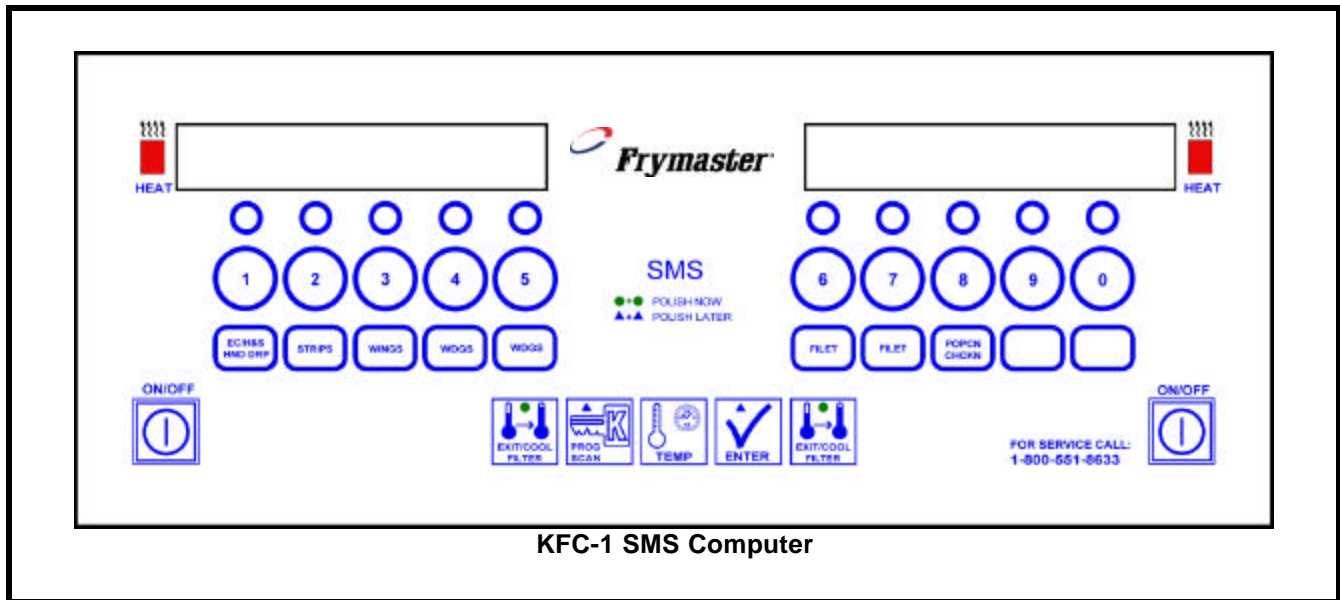 HEAT
Frymaster
HEAT
1
2
3
4
5
SMS
POLISH NOW
POLISH LATER
6
7
8
9
0
EC/H&S
HND DRP
STRIPS
WINGS
WDGS
WDGS
FILET
FILET
POPCN
CHCKN
ON/OFF
EXIT/COOL
FILTER
PROG
SCAN
K
TEMP
ENTER
EXIT/COOL
FILTER
FOR SERVICE CALL:
1-800-551-8633
ON/OFF
KFC-1 SMS Computer